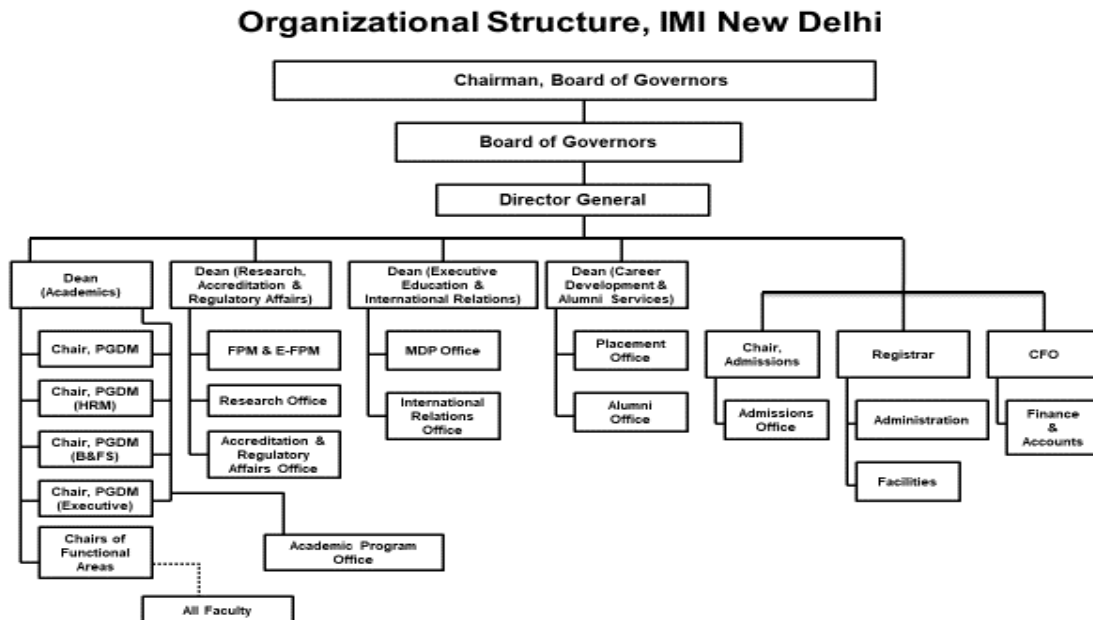 Organizational Structure, IMI New Delhi
Chairman, Board of Governors
Board of Governors
Director General
Dean
(Academics)
Dean (Research,
Accreditation &
Regulatory Affairs)
Dean (Executive
Education &
International Relations)
Dean (Career
Development &
Alumni Services)
Chair, PGDM
Chair, PGDM
(HRM)
Chair, PGDM
(B&FS)
Chair, PGDM
(Executive)
Chairs of
Functional
Areas
All Faculty
Academic Program
Office
FPM & E-FPM
Research Office
Accreditation &
Regulatory
Affairs Office
MDP Office
International
Relations
Office
Placement
Office
Alumni
Office
Chair,
Admissions
Admissions
Office
Registrar
Administration
Facilities
CFO
Finance
&
Accounts